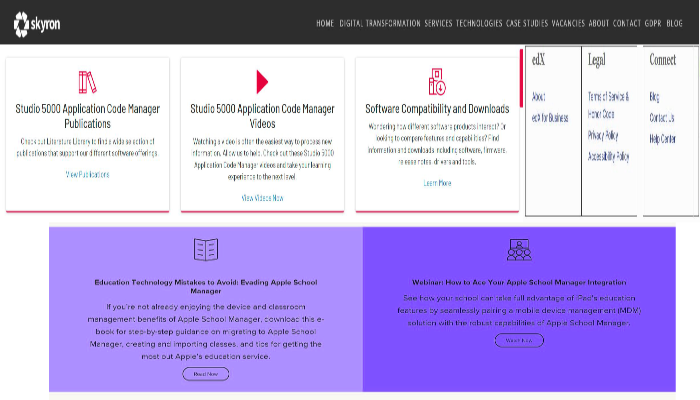 skyron
HOME DIGITAL TRANSFORMATION SERVICES TECHNOLOGIES CASE STUDIES VACANCIES ABOUT CONTACT GDPR BLOG
Studio 5000 Application Code Manager
Publications
Check out Literature Library to find a wide selection of
publications that support our different software offerings.
View Publications
Studio 5000 Application Code Manager
Videos
Watching a video is often the easiest way to process new
information. Allow us to help. Check out these Studio 5000
Application Code Manager videos and take your learning
experience to the next level.
View Videos Now
Software Compatibility and Downloads
Wondering how different software products interact? Or
looking to compare features and capabilities? Find
information and downloads including software, firmware,
release notes, drivers and tools.
Learn More
edX
About
edX for Business
Legal
Terms of Service &
Honor Code
Privacy Policy
Accessibility Policy
Connect
Blog
Contact Us
Help Center
Education Technology Mistakes to Avoid: Evading Apple School
Manager
If you're not already enjoying the device and classroom
management benefits of Apple School Manager, download this e-
book for step-by-step guidance on migrating to Apple School
Manager, creating and importing classes, and tips for getting the
most out Apple's education service.
Read Now
Webinar: How to Ace Your Apple School Manager Integration
See how your school can take full advantage of iPad's education
features by seamlessly pairing a mobile device management (MDM)
solution with the robust capabilities of Apple School Manager.
Watch Now